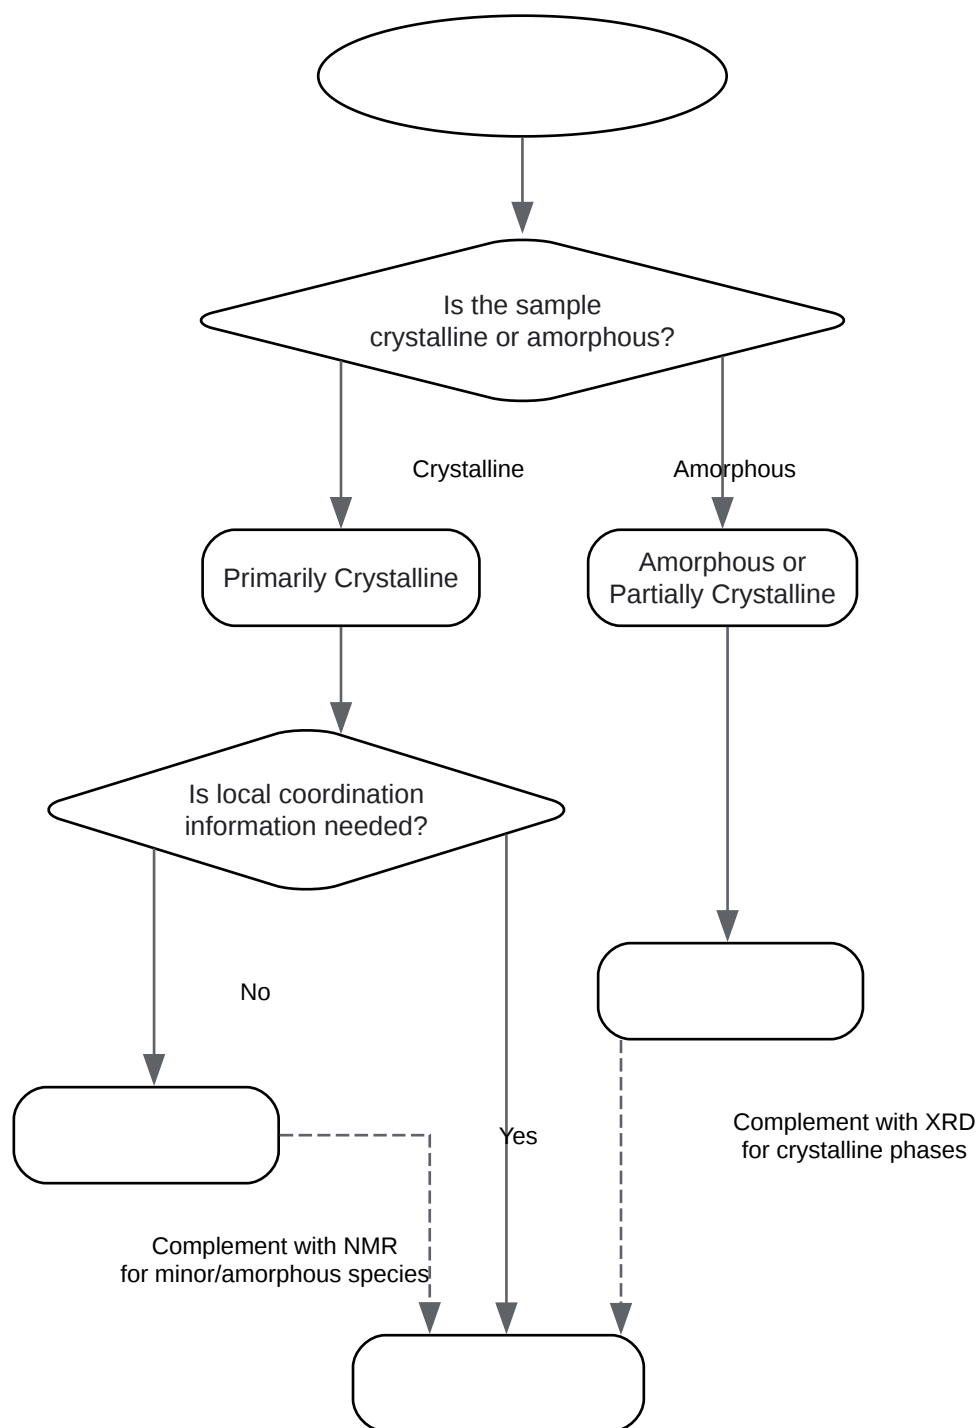 Is the sample
crystalline or amorphous?
Crystalline
Amorphous
Primarily Crystalline
Amorphous or
Partially Crystalline
Is local coordination
information needed?
No
Yes
Complement with XRD
for crystalline phases
Complement with NMR
for minor/amorphous species